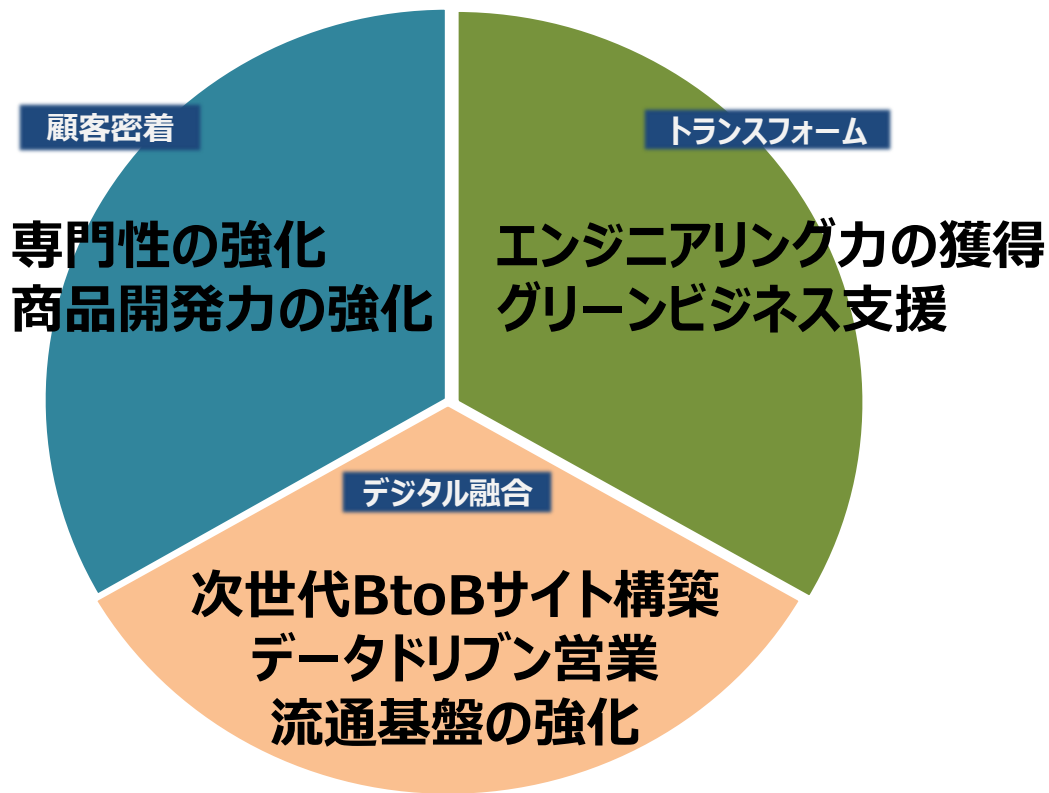 顧客密着
専門性の強化
商品開発力の強化
トランスフォーム
エンジニアリング力の獲得
グリーンビジネス支援
デジタル融合
次世代BtoBサイト構築
データドリブン営業
流通基盤の強化